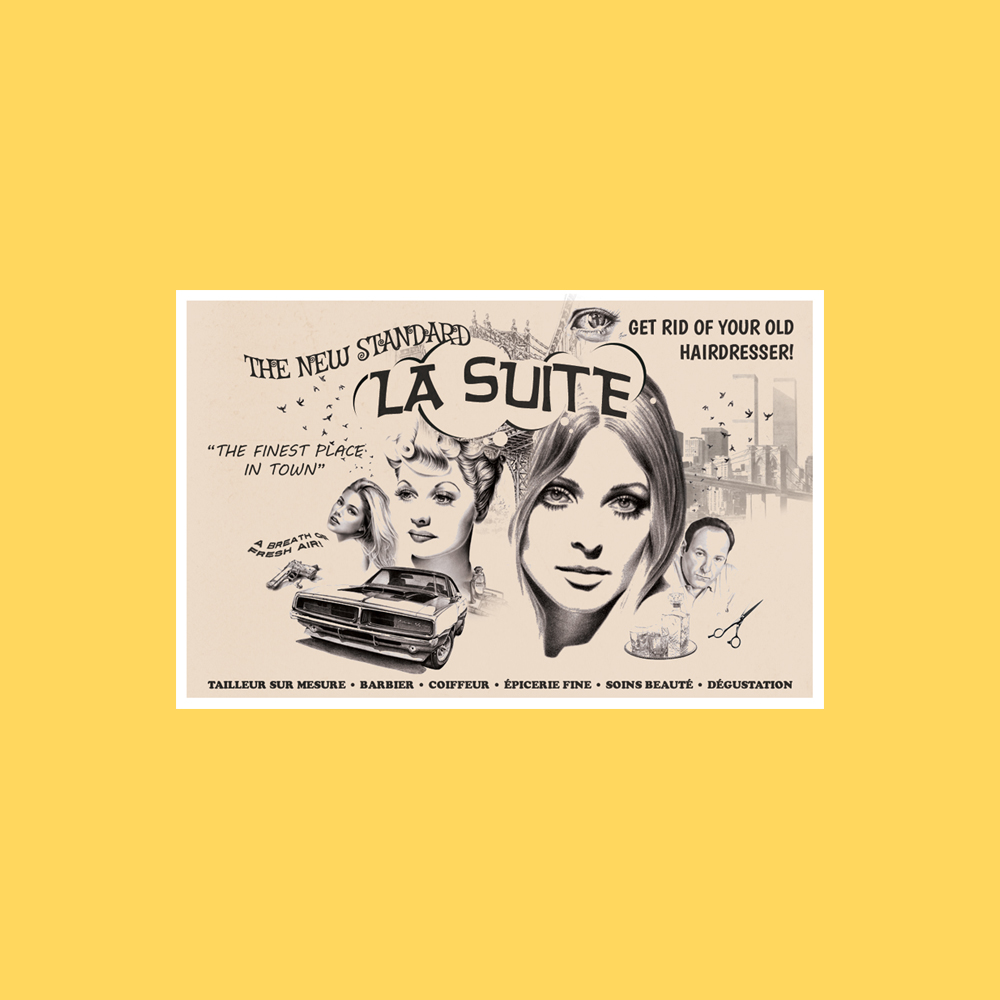 THE NEW STANDARD
LA SUITE
GET RID OF YOUR OLD
HAIRDRESSER!
“THE FINEST PLACE
IN TOWN”
A BREATH OF
FRESH AIR!
TAILLEUR SUR MESURE • BARBIER • COIFFEUR • ÉPICERIE FINE • SOINS BEAUTÉ • DÉGUSTATION